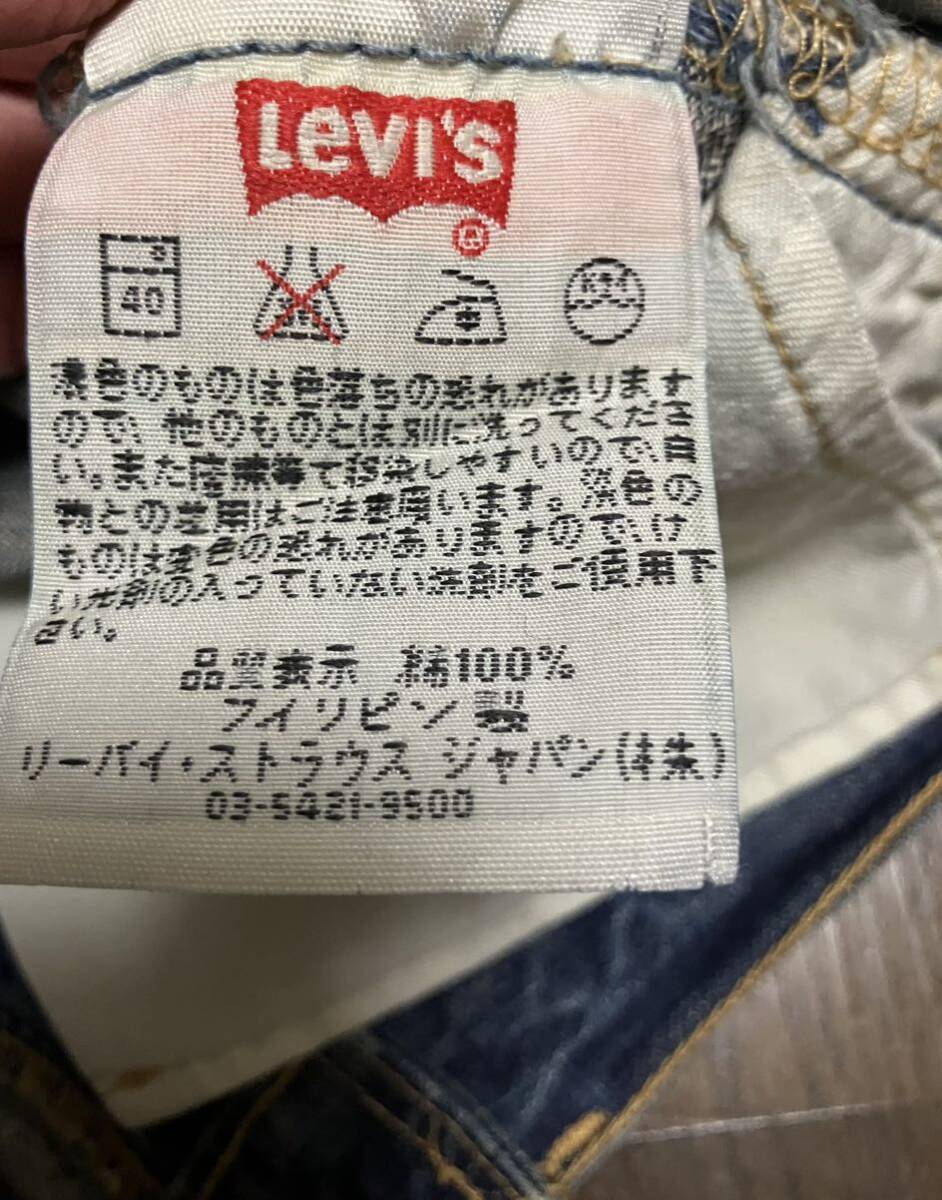 Levi's
®
40
濃色のものは色落ちの恐れがあります
ので、他のものとは別に洗ってくださ
い。また摩擦等で移染しやすいので、白
物との着用はご注意願います。淡色の
ものは変色の恐れがありますので、け
い光剤の入っていない洗剤をご使用下
さい。
品質表示 綿100%
フィリピン製
リーバイ・ストラウス ジャパン(株)
03-5421-9500